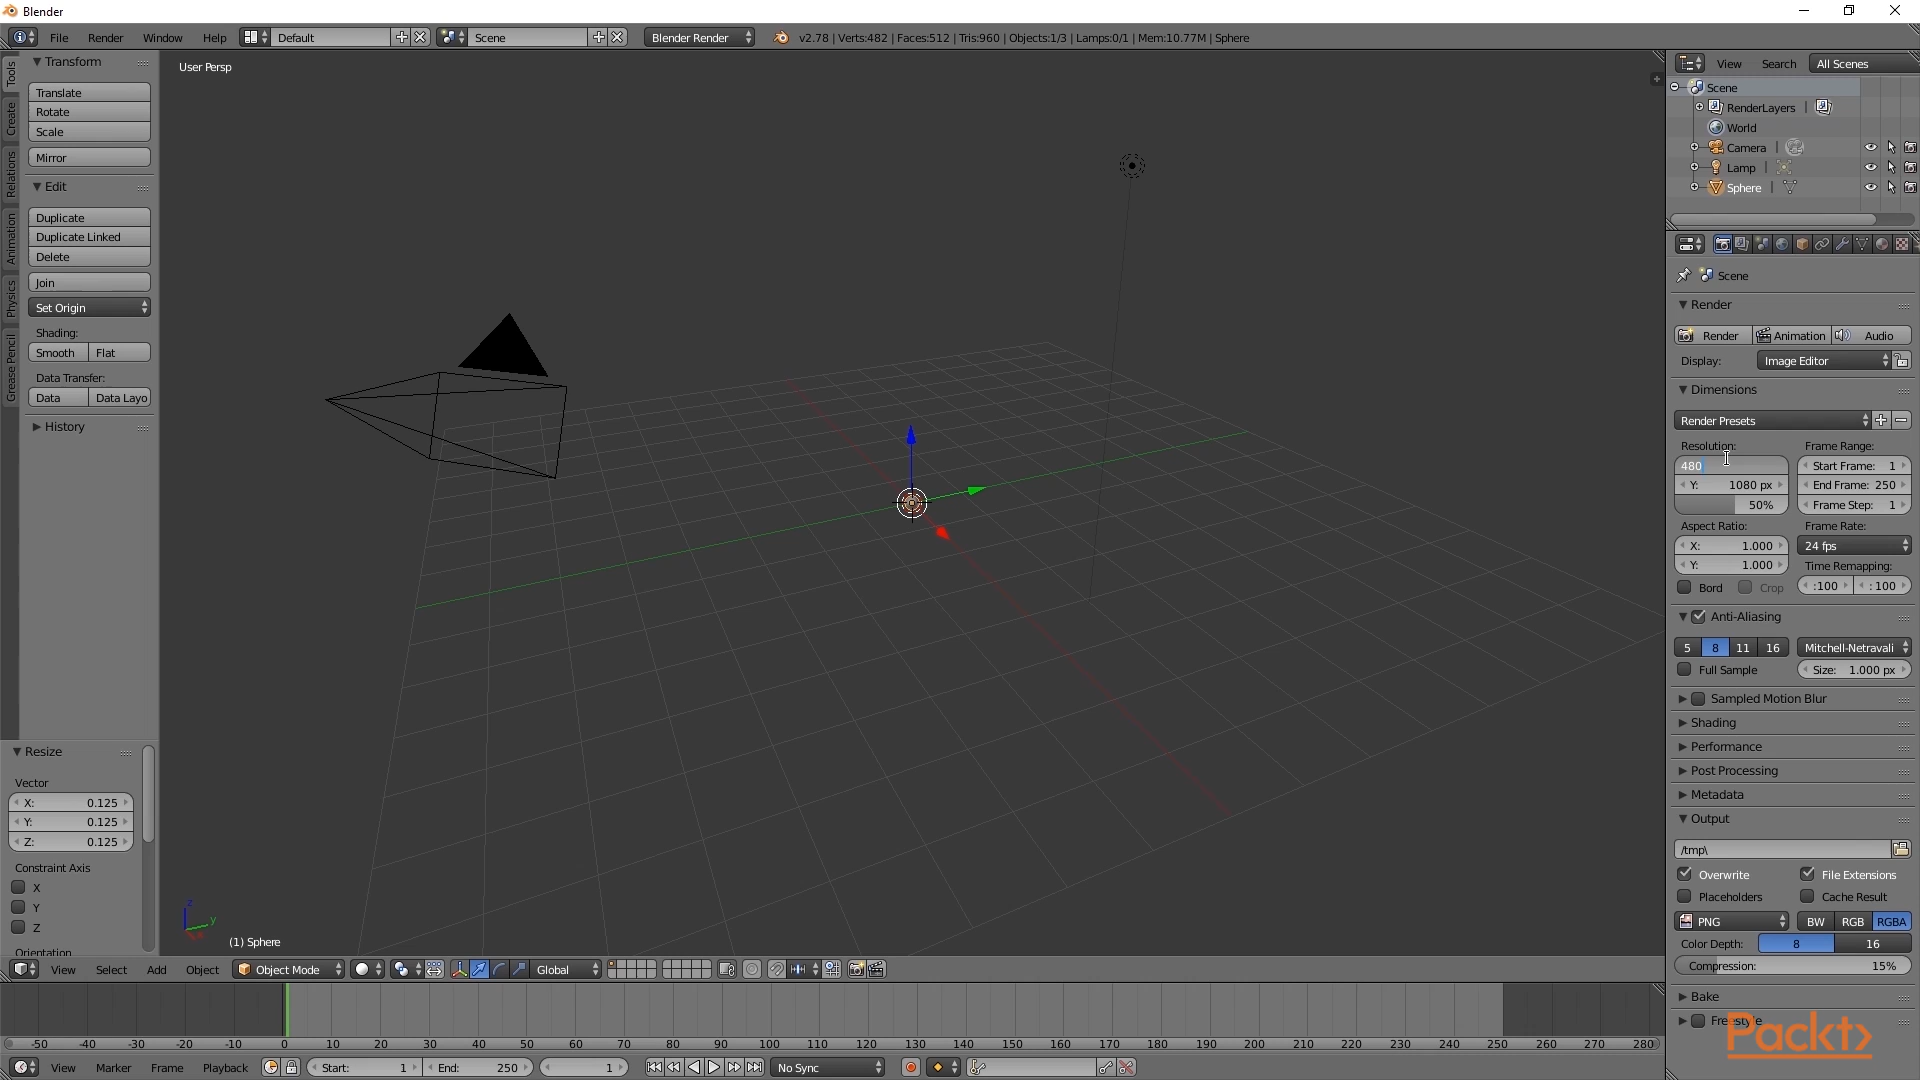 Blender
File Render Window Help Default Scene Blender Render v2.78 | Verts:482 | Faces:512 | Tris:960 | Objects:1/3 | Lamps:0/1 | Mem:10.77M | Sphere
Tools
Create
Relations
Animation
Physics
Grease Pencil
Transform
Translate
Rotate
Scale
Mirror
Edit
Duplicate
Duplicate Linked
Delete
Join
Set Origin
Shading:
Smooth Flat
Data Transfer:
Data Data Layo
History
Resize
Vector
X: 0.125
Y: 0.125
Z: 0.125
Constraint Axis
X
Y
Z
Orientation
User Persp
z
y
(1) Sphere
View Select Add Object Object Mode Global
-50 -40 -30 -20 -10 0 10 20 30 40 50 60 70 80 90 100 110 120 130 140 150 160 170 180 190 200 210 220 230 240 250 260 270 280
View Marker Frame Playback Start: 1 End: 250 1 No Sync
View Search All Scenes
Scene
RenderLayers |
World
Camera |
Lamp |
Sphere |
Scene
Render
Render Animation Audio
Display: Image Editor
Dimensions
Render Presets
Resolution: Frame Range:
480 Start Frame: 1
Y: 1080 px End Frame: 250
50% Frame Step: 1
Aspect Ratio: Frame Rate:
X: 1.000 24 fps
Y: 1.000 Time Remapping:
Bord Crop :100 : 100
Anti-Aliasing
5 8 11 16 Mitchell-Netravali
Full Sample Size: 1.000 px
Sampled Motion Blur
Shading
Performance
Post Processing
Metadata
Output
/tmp\
Overwrite File Extensions
Placeholders Cache Result
PNG BW RGB RGBA
Color Depth: 8 16
Compression: 15%
Bake
Freestyle
Packt>